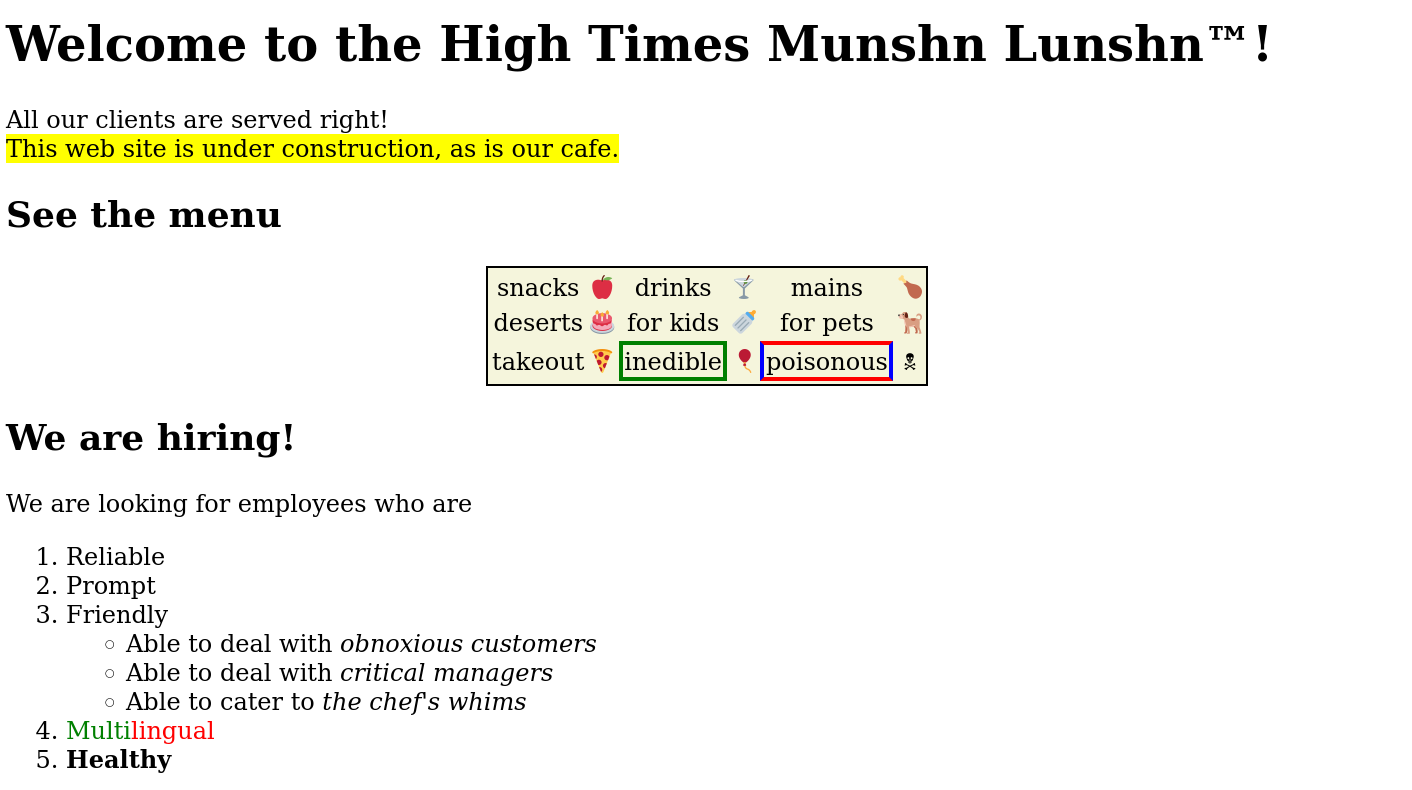 Welcome to the High Times Munshn Lunshn™!
All our clients are served right!
This web site is under construction, as is our cafe.
See the menu
snacks 🍎 drinks 🍸 mains 🍗
deserts 🎂 for kids 🍼 for pets 🐕
takeout 🍕 inedible 🎈 poisonous ☠
We are hiring!
We are looking for employees who are
1. Reliable
2. Prompt
3. Friendly
◦ Able to deal with obnoxious customers
◦ Able to deal with critical managers
◦ Able to cater to the chef's whims
4. Multilingual
5. Healthy